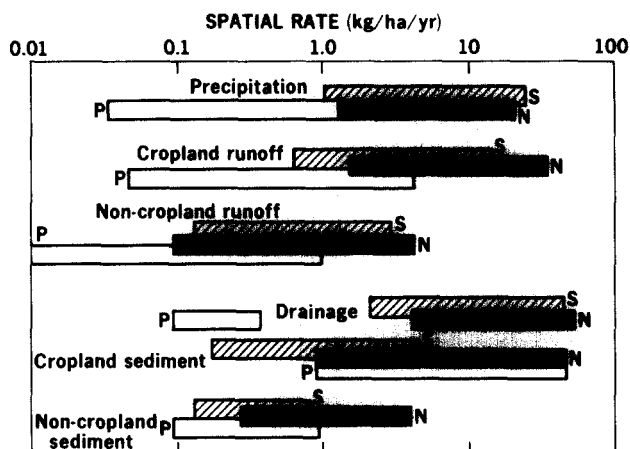 SPATIAL RATE (kg/ha/yr)
0.01 0.1 1.0 10 100
Precipitation
S
P
N
Cropland runoff
S
P
N
Non-cropland runoff
S
P
N
Drainage
S
P
N
Cropland sediment
S
N
P
Non-cropland
sediment
S
P
N